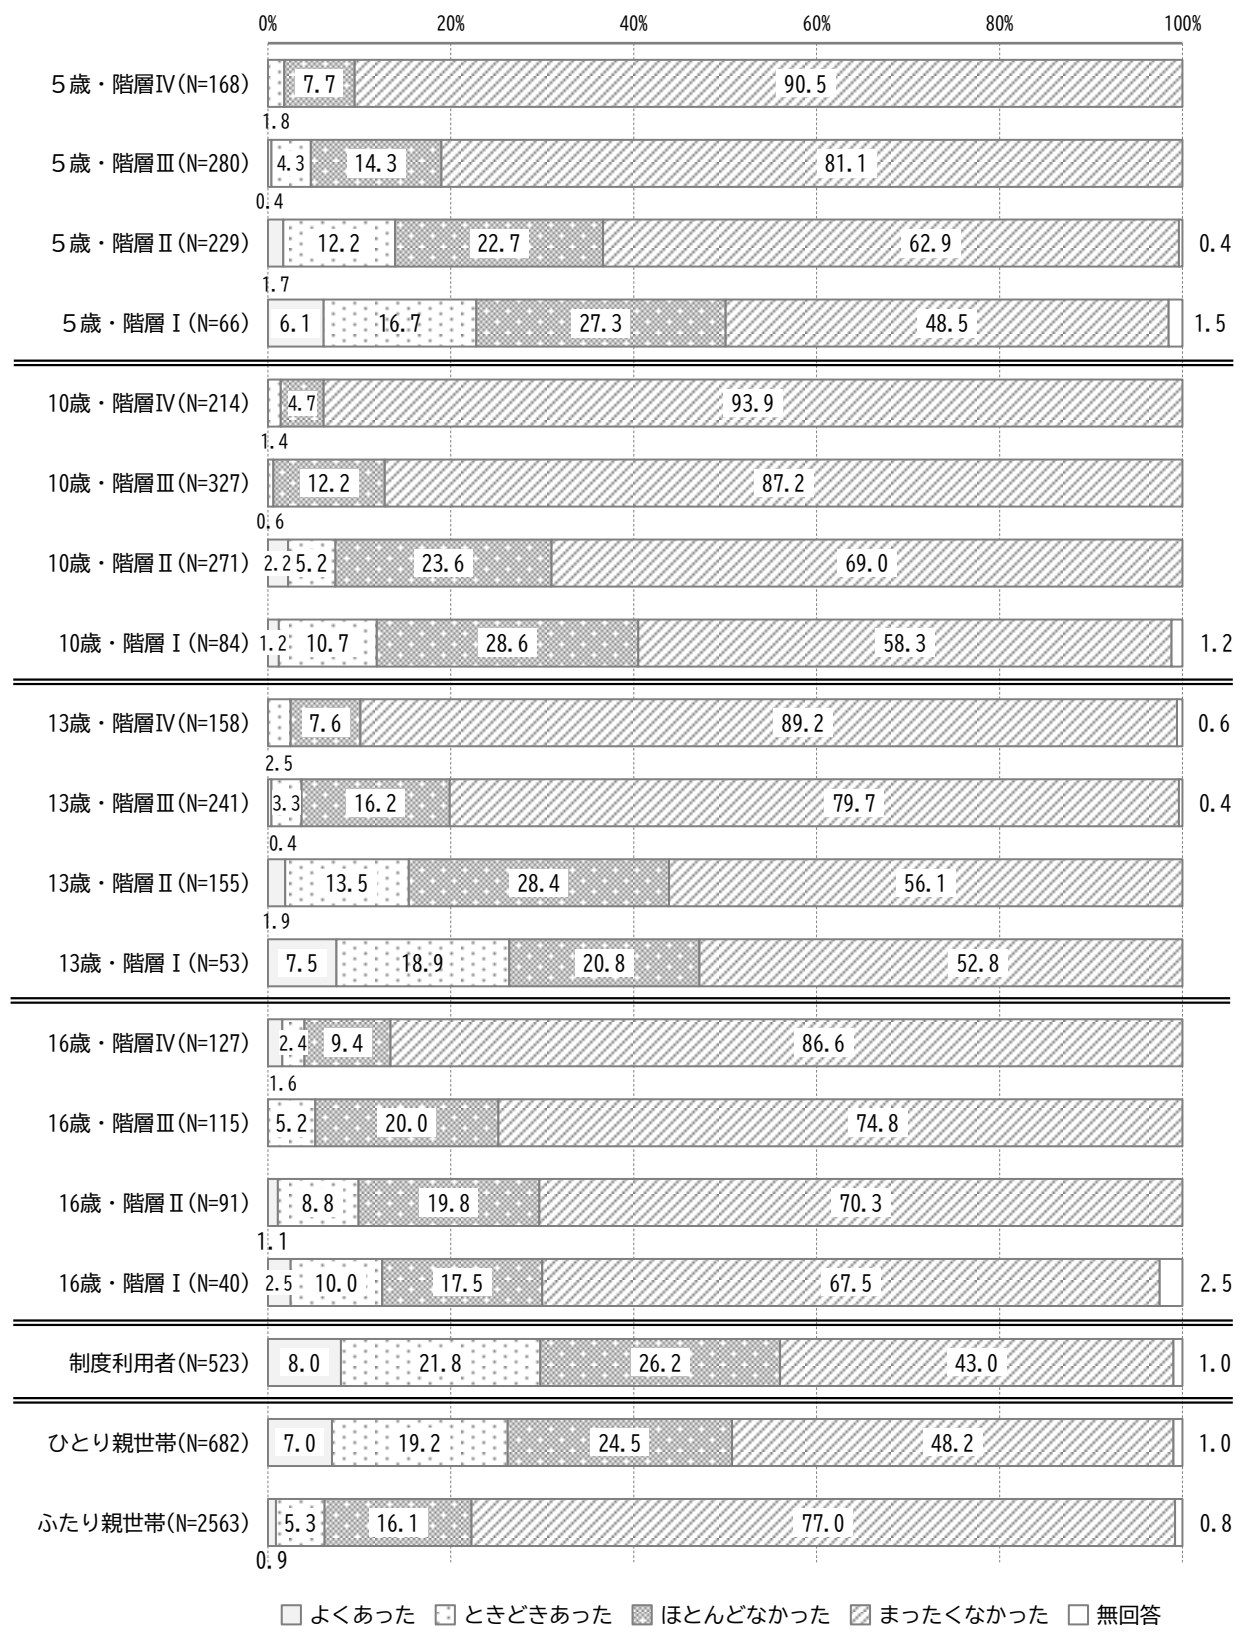 0% 20% 40% 60% 80% 100%
5歳・階層Ⅳ(N=168) 7.7 90.5
1.8
5歳・階層Ⅲ(N=280) 4.3 14.3 81.1
0.4
5歳・階層Ⅱ(N=229) 12.2 22.7 62.9 0.4
1.7
5歳・階層Ⅰ(N=66) 6.1 16.7 27.3 48.5 1.5
10歳・階層Ⅳ(N=214) 4.7 93.9
1.4
10歳・階層Ⅲ(N=327) 12.2 87.2
0.6
10歳・階層Ⅱ(N=271) 2.2 5.2 23.6 69.0
10歳・階層Ⅰ(N=84) 1.2 10.7 28.6 58.3 1.2
13歳・階層Ⅳ(N=158) 7.6 89.2 0.6
2.5
13歳・階層Ⅲ(N=241) 3.3 16.2 79.7 0.4
0.4
13歳・階層Ⅱ(N=155) 13.5 28.4 56.1
1.9
13歳・階層Ⅰ(N=53) 7.5 18.9 20.8 52.8
16歳・階層Ⅳ(N=127) 2.4 9.4 86.6
1.6
16歳・階層Ⅲ(N=115) 5.2 20.0 74.8
16歳・階層Ⅱ(N=91) 8.8 19.8 70.3
1.1
16歳・階層Ⅰ(N=40) 2.5 10.0 17.5 67.5 2.5
制度利用者(N=523) 8.0 21.8 26.2 43.0 1.0
ひとり親世帯(N=682) 7.0 19.2 24.5 48.2 1.0
ふたり親世帯(N=2563) 5.3 16.1 77.0 0.8
0.9
よくあった ときどきあった ほとんどなかった まったくなかった 無回答